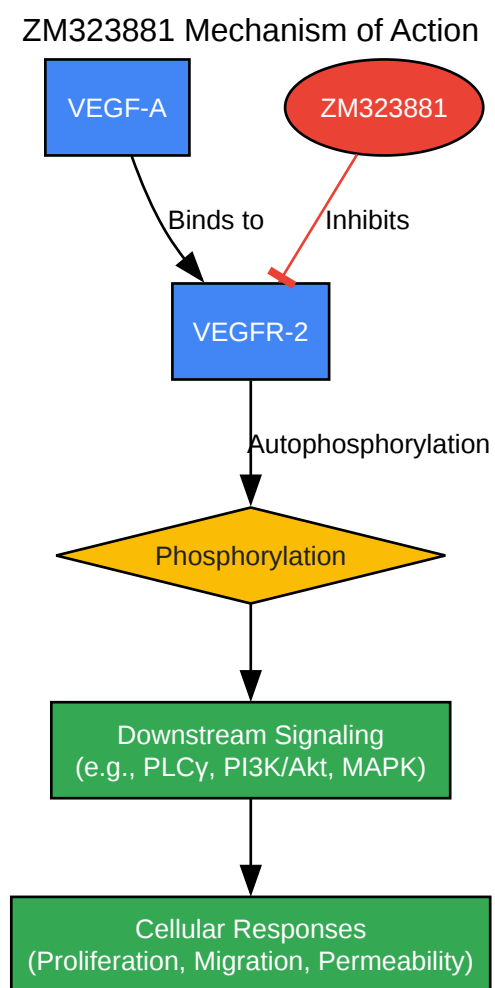 ZM323881 Mechanism of Action
VEGF-A
ZM323881
Binds to
Inhibits
VEGFR-2
Autophosphorylation
Phosphorylation
Downstream Signaling
(e.g., PLCγ, PI3K/Akt, MAPK)
Cellular Responses
(Proliferation, Migration, Permeability)